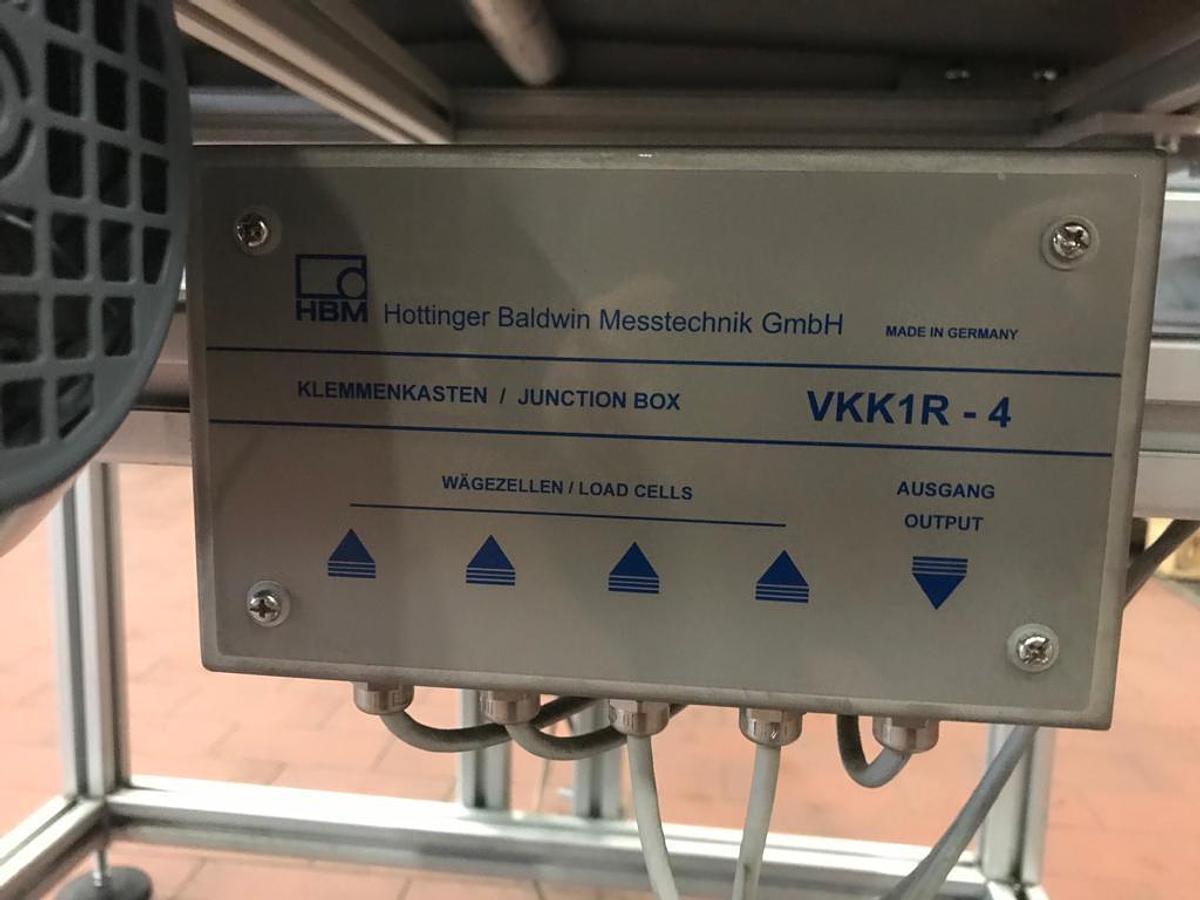 HBM Hottinger Baldwin Messtechnik GmbH MADE IN GERMANY
KLEMMENKASTEN / JUNCTION BOX VKK1R - 4
WÄGEZELLEN / LOAD CELLS
AUSGANG
OUTPUT